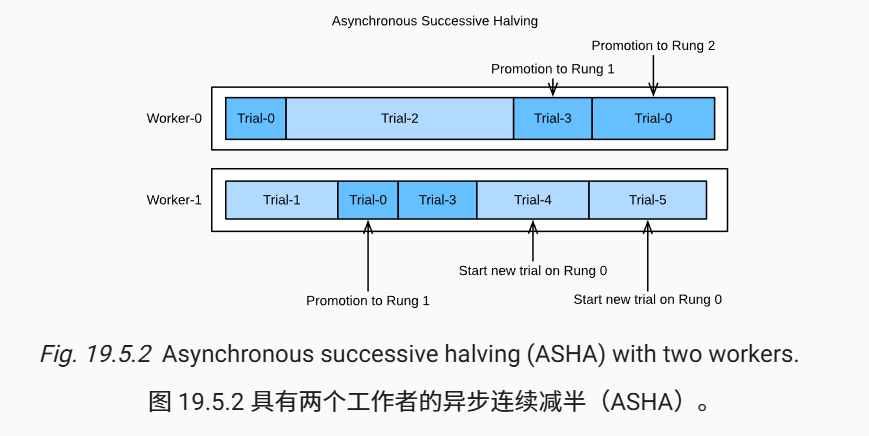 Asynchronous Successive Halving
Promotion to Rung 2
Promotion to Rung 1
Worker-0
Trial-0
Trial-2
Trial-3
Trial-0
Worker-1
Trial-1
Trial-0
Trial-3
Trial-4
Trial-5
Start new trial on Rung 0
Promotion to Rung 1
Start new trial on Rung 0
Fig. 19.5.2 Asynchronous successive halving (ASHA) with two workers.
图 19.5.2 具有两个工作者的异步连续减半（ASHA）。